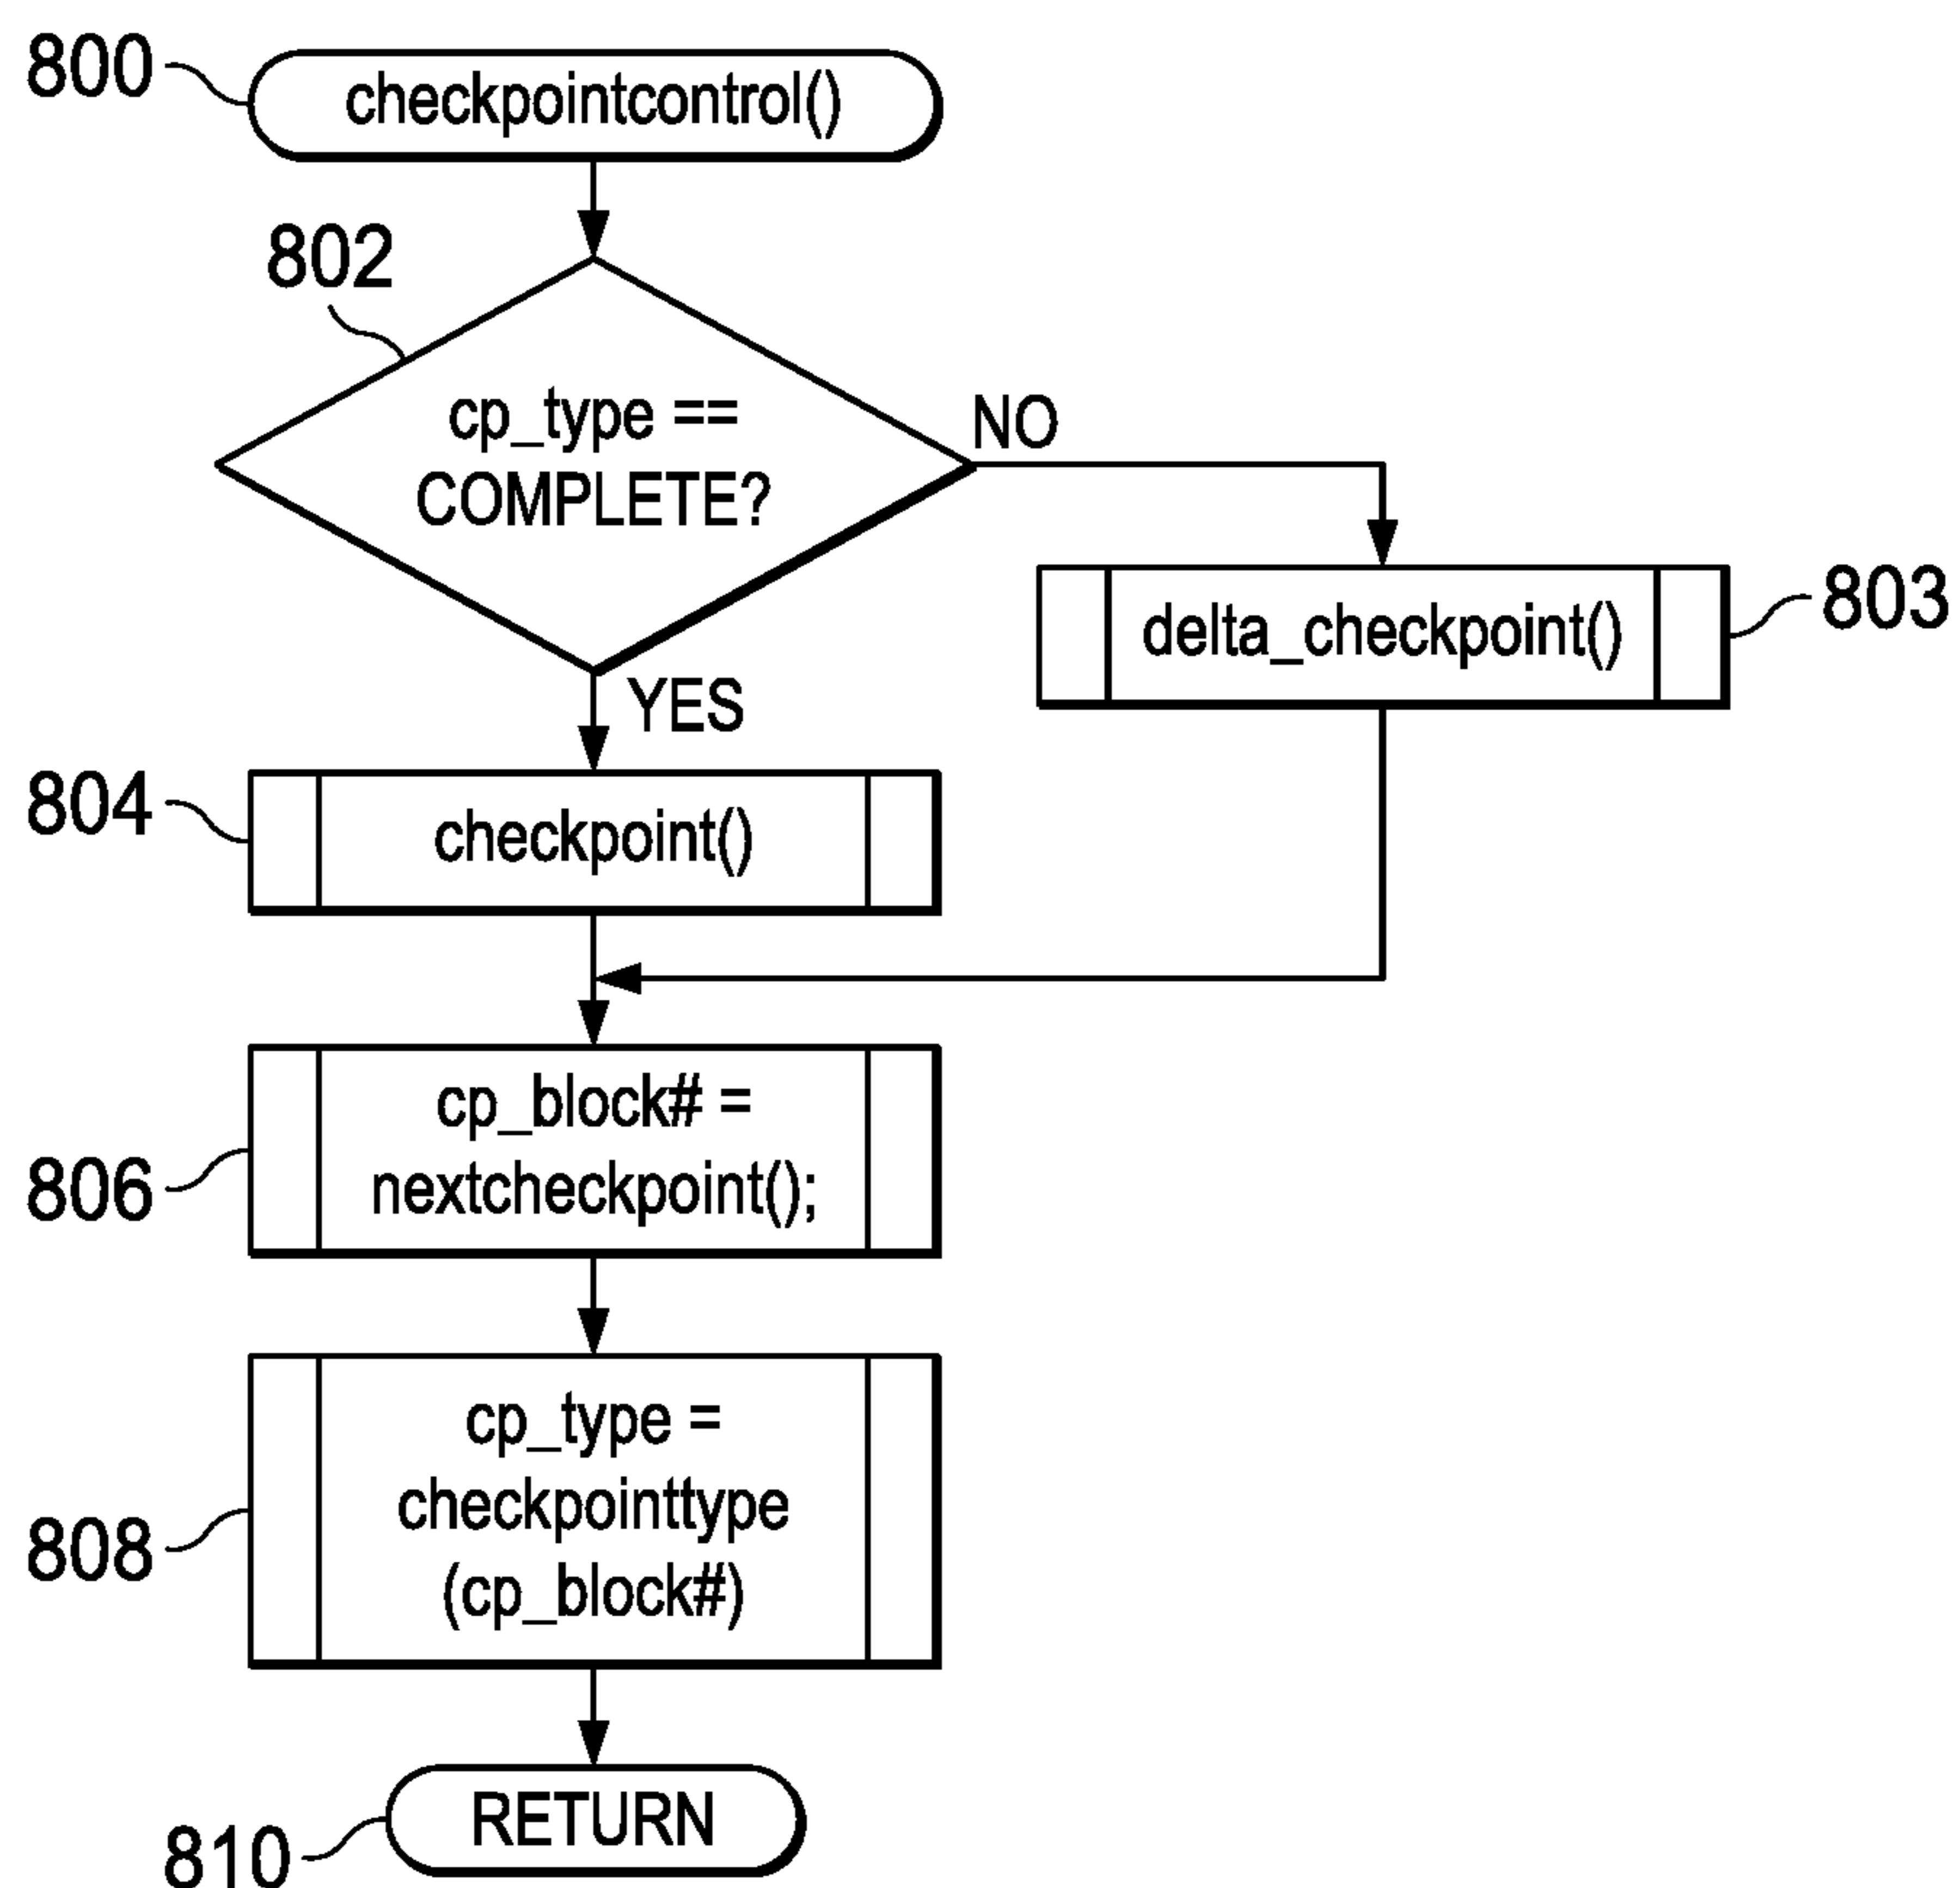 800
checkpointcontrol()
802
cp_type ==
COMPLETE?
NO
YES
delta_checkpoint()
803
804
checkpoint()
806
cp_block# =
nextcheckpoint();
808
cp_type =
checkpointtype
(cp_block#)
810
RETURN